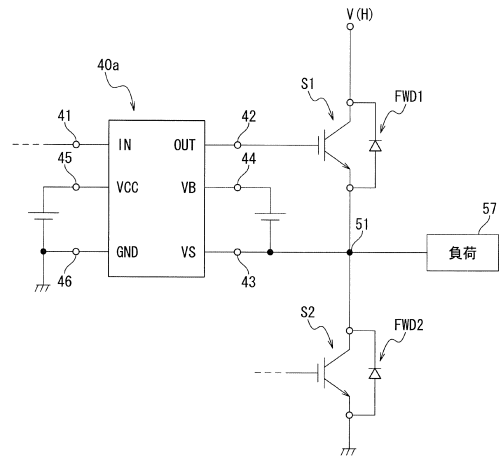 V(H)
40a
S1
FWD1
41
IN
OUT
42
45
VCC
VB
44
51
57
GND
VS
負荷
46
43
S2
FWD2